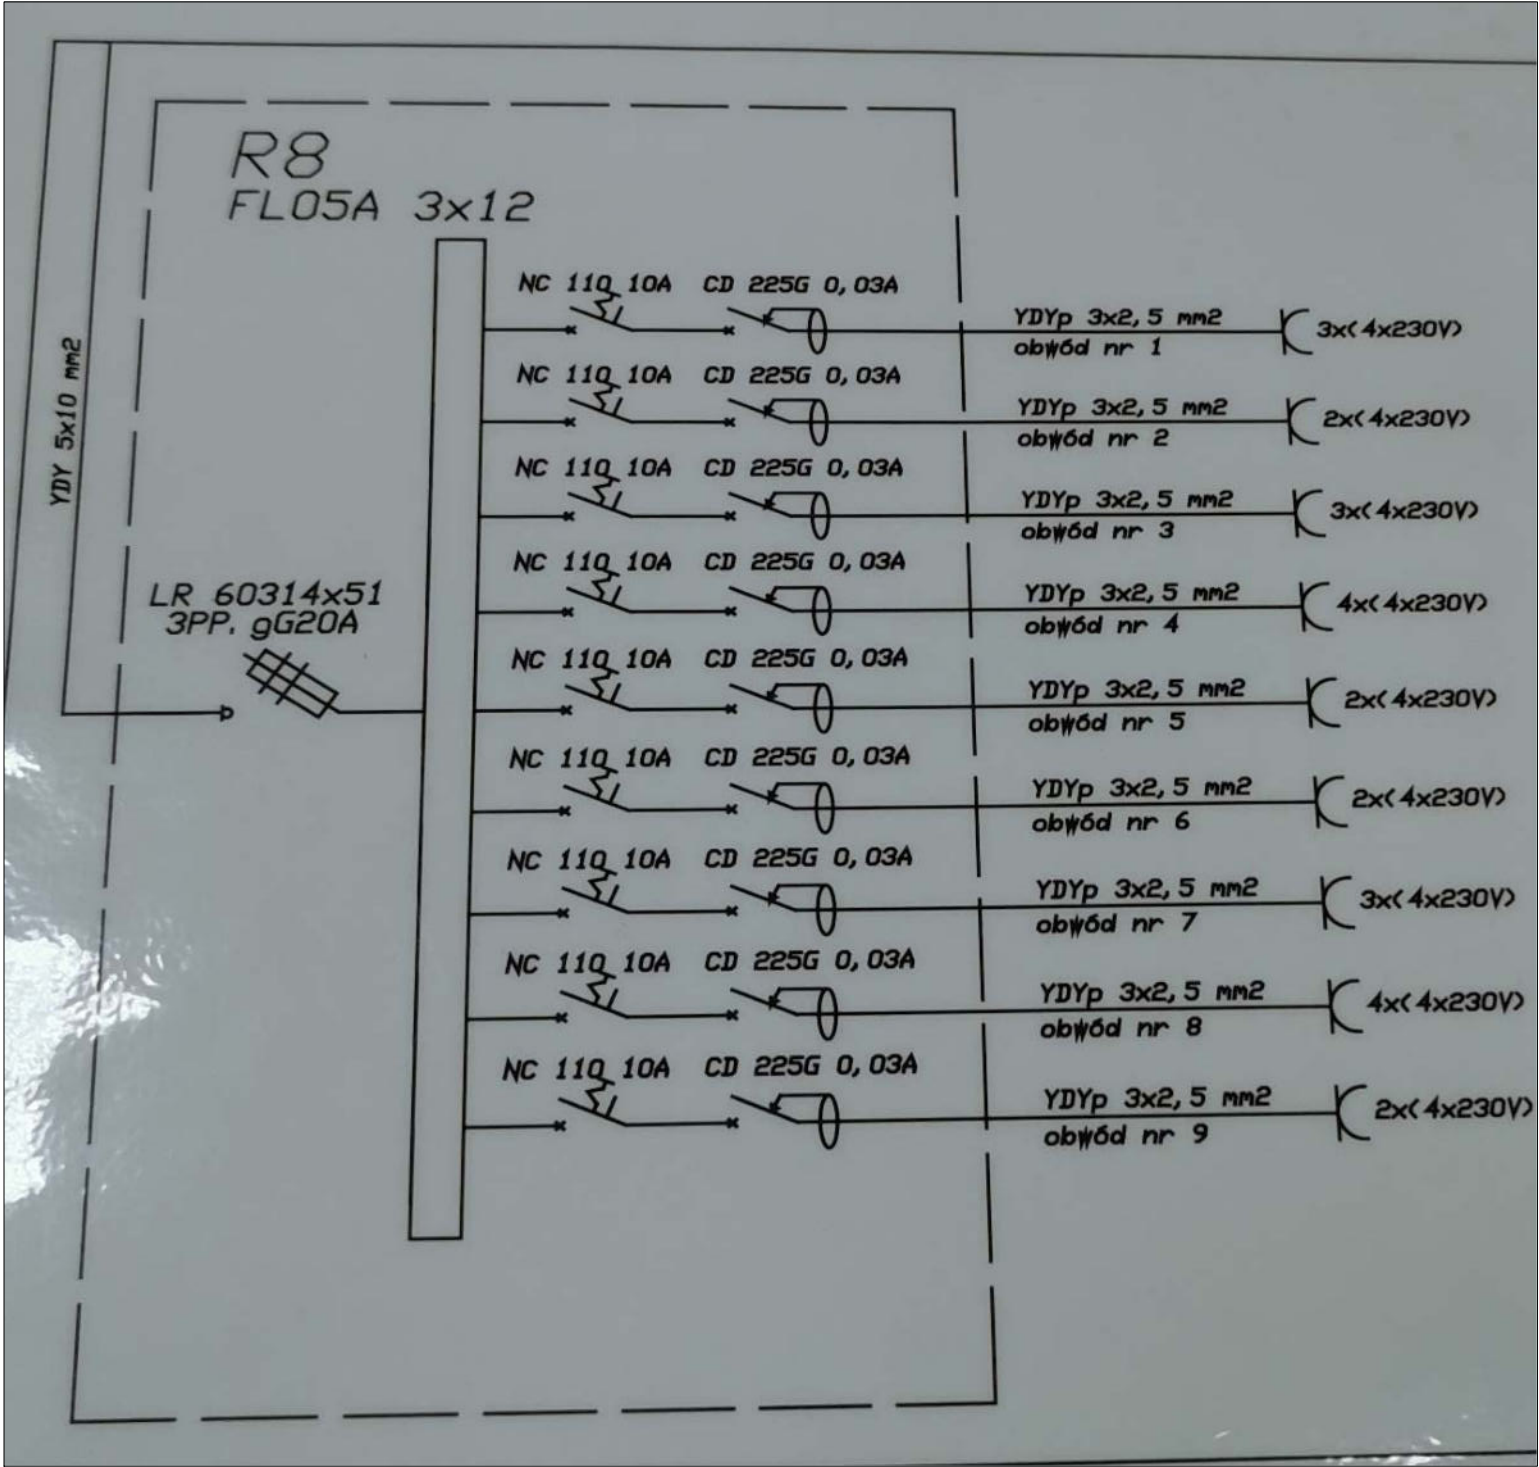 R8
FL05A 3x12
YDY 5x10 mm2
LR 60314x51
3PP. gG20A
NC 110 10A CD 225G 0,03A
YDYp 3x2,5 mm2
obwód nr 1
3x(4x230V)
NC 110 10A CD 225G 0,03A
YDYp 3x2,5 mm2
obwód nr 2
2x(4x230V)
NC 110 10A CD 225G 0,03A
YDYp 3x2,5 mm2
obwód nr 3
3x(4x230V)
NC 110 10A CD 225G 0,03A
YDYp 3x2,5 mm2
obwód nr 4
4x(4x230V)
NC 110 10A CD 225G 0,03A
YDYp 3x2,5 mm2
obwód nr 5
2x(4x230V)
NC 110 10A CD 225G 0,03A
YDYp 3x2,5 mm2
obwód nr 6
2x(4x230V)
NC 110 10A CD 225G 0,03A
YDYp 3x2,5 mm2
obwód nr 7
3x(4x230V)
NC 110 10A CD 225G 0,03A
YDYp 3x2,5 mm2
obwód nr 8
4x(4x230V)
NC 110 10A CD 225G 0,03A
YDYp 3x2,5 mm2
obwód nr 9
2x(4x230V)